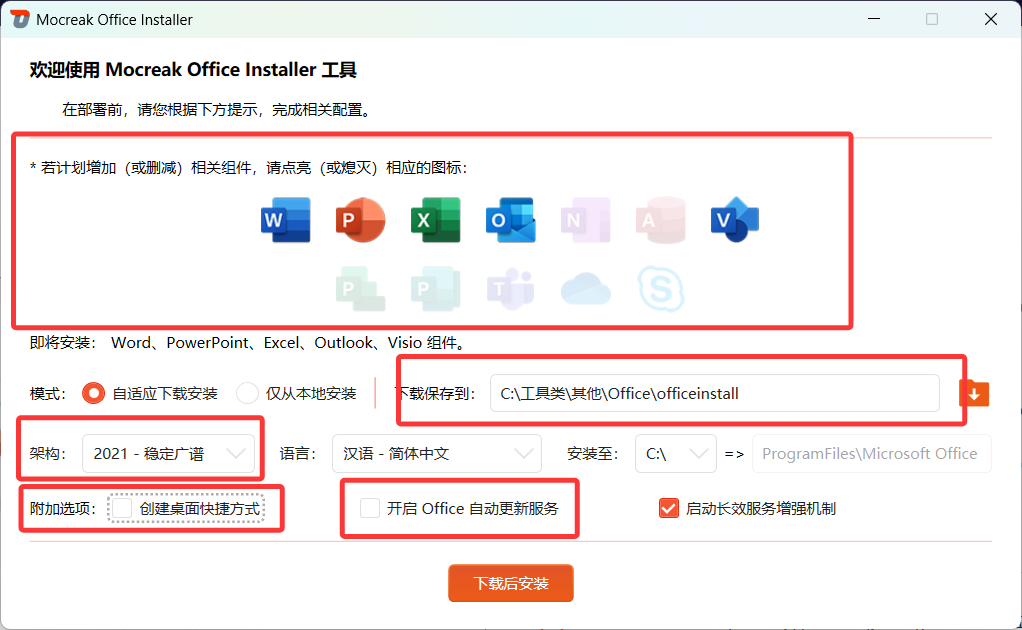 Mocreak Office Installer
欢迎使用 Mocreak Office Installer 工具
在部署前，请您根据下方提示，完成相关配置。
* 若计划增加（或删减）相关组件，请点亮（或熄灭）相应的图标：
W P X O N A V
P P T S
即将安装： Word、PowerPoint、Excel、Outlook、Visio 组件。
模式： 自适应下载安装 仅从本地安装 下载保存到： C:\工具类\其他\Office\officeinstall
架构： 2021 - 稳定广谱 语言： 汉语 - 简体中文 安装至： C:\ => ProgramFiles\Microsoft Office
附加选项： 创建桌面快捷方式 开启 Office 自动更新服务 启动长效服务增强机制
下载后安装